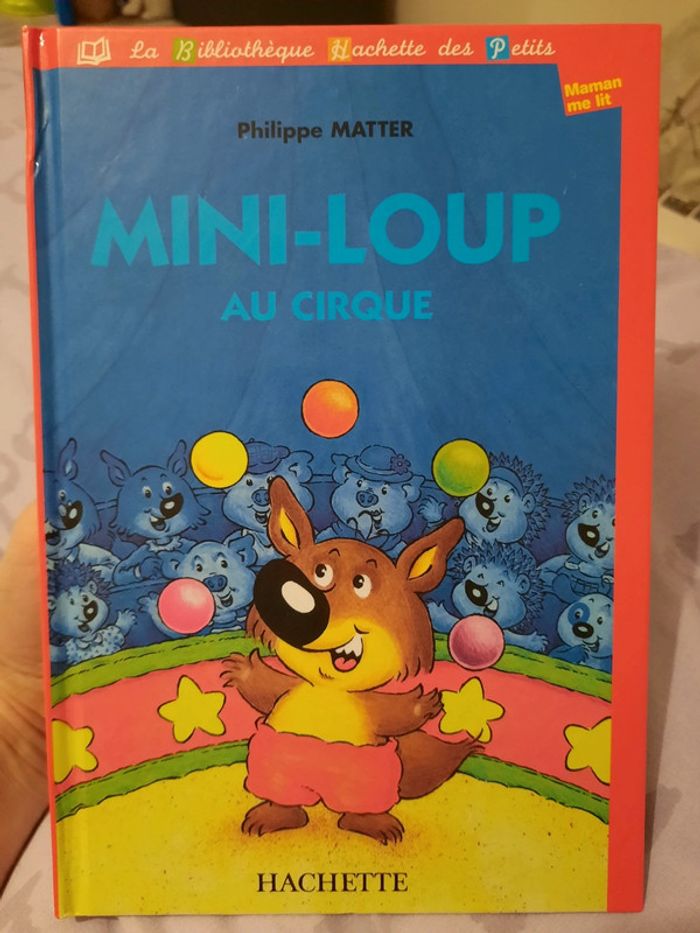 La Bibliothèque Hachette des Petits
Maman
me lit
Philippe MATTER
MINI-LOUP
AU CIRQUE
HACHETTE